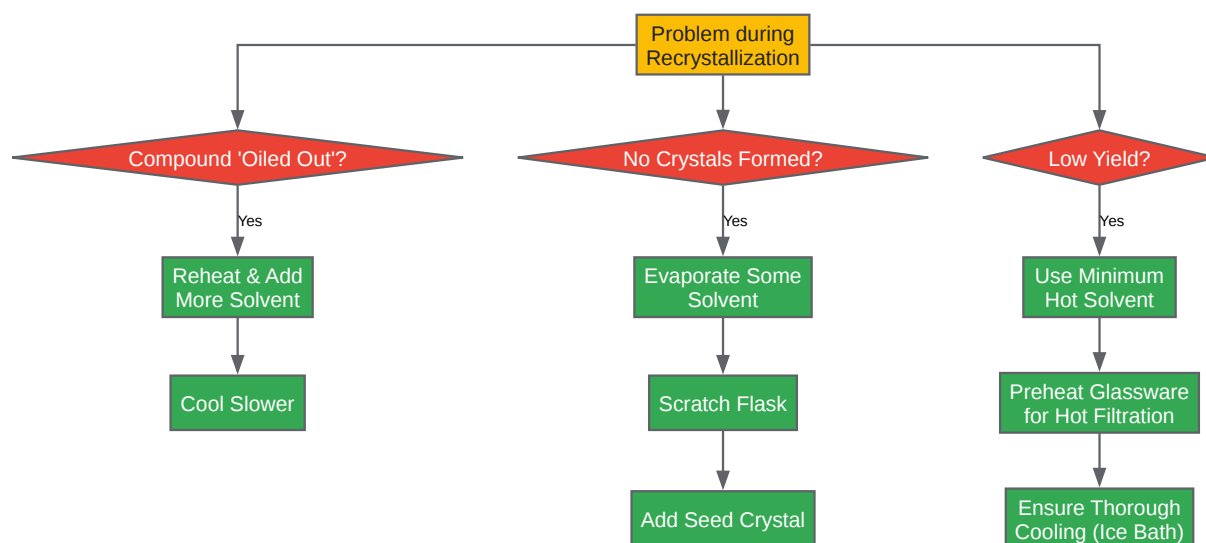 Problem during
Recrystallization
Compound 'Oiled Out'?
No Crystals Formed?
Low Yield?
Yes
Yes
Yes
Reheat & Add
More Solvent
Evaporate Some
Solvent
Use Minimum
Hot Solvent
Cool Slower
Scratch Flask
Preheat Glassware
for Hot Filtration
Add Seed Crystal
Ensure Thorough
Cooling (Ice Bath)